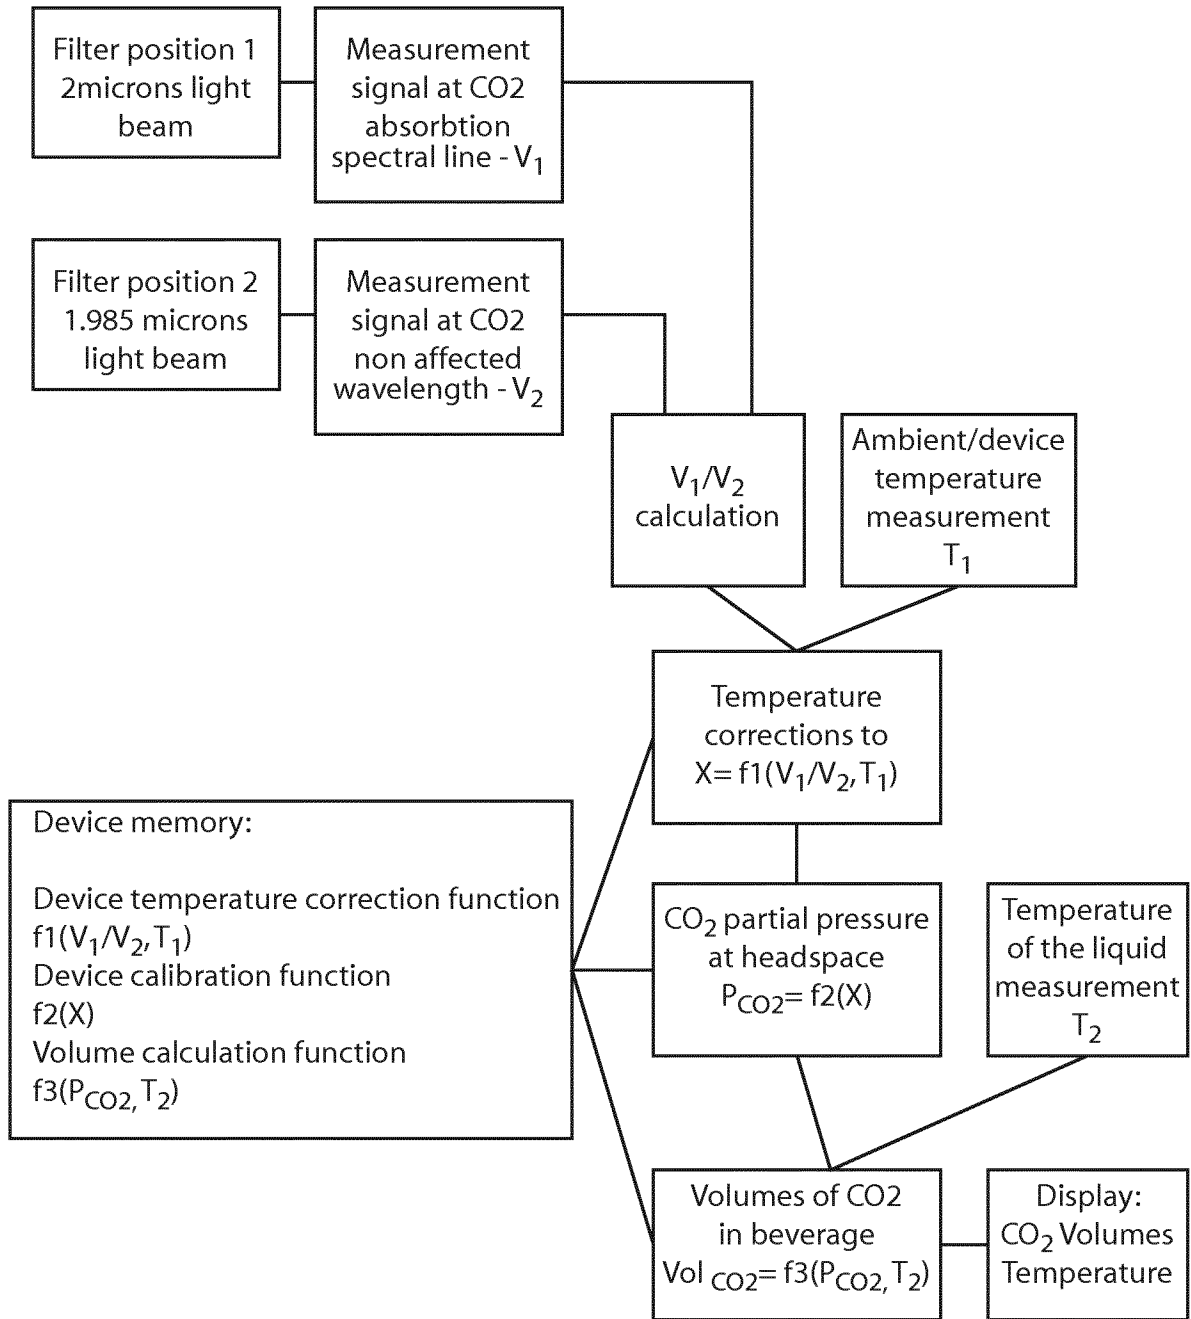 Filter position 1
2microns light
beam
Measurement
signal at CO2
absorbtion
spectral line - V1
Filter position 2
1.985 microns
light beam
Measurement
signal at CO2
non affected
wavelength - V2
V1/V2
calculation
Ambient/device
temperature
measurement
T1
Temperature
corrections to
X= f1(V1/V2,T1)
Device memory:
Device temperature correction function
f1(V1/V2,T1)
Device calibration function
f2(X)
Volume calculation function
f3(PCO2,T2)
CO2 partial pressure
at headspace
PCO2= f2(X)
Temperature
of the liquid
measurement
T2
Volumes of CO2
in beverage
Vol CO2= f3(PCO2,T2)
Display:
CO2 Volumes
Temperature